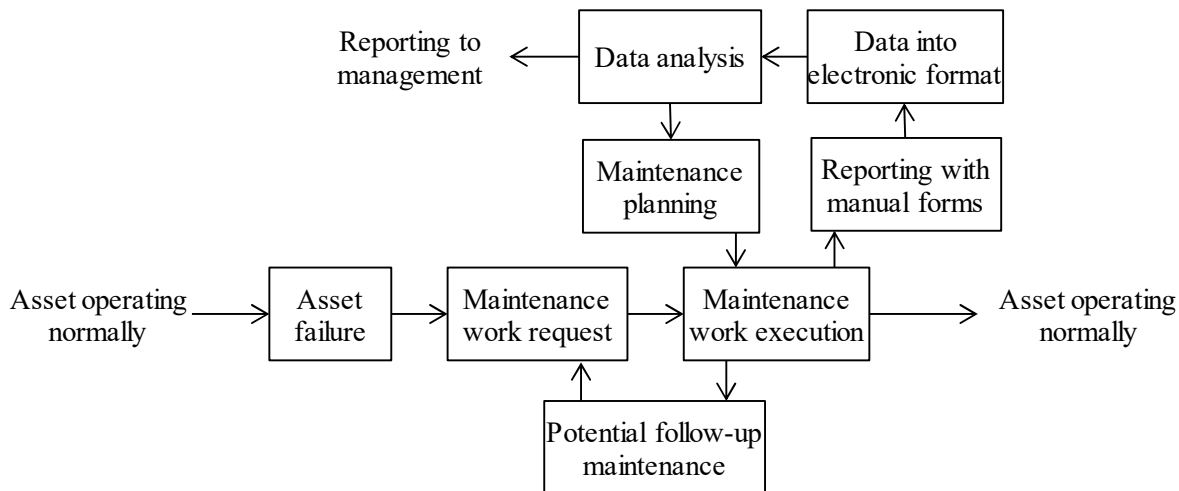 Reporting to
management
Data analysis
Data into
electronic format
Maintenance
planning
Reporting with
manual forms
Asset operating
normally
Asset
failure
Maintenance
work request
Maintenance
work execution
Asset operating
normally
Potential follow-up
maintenance